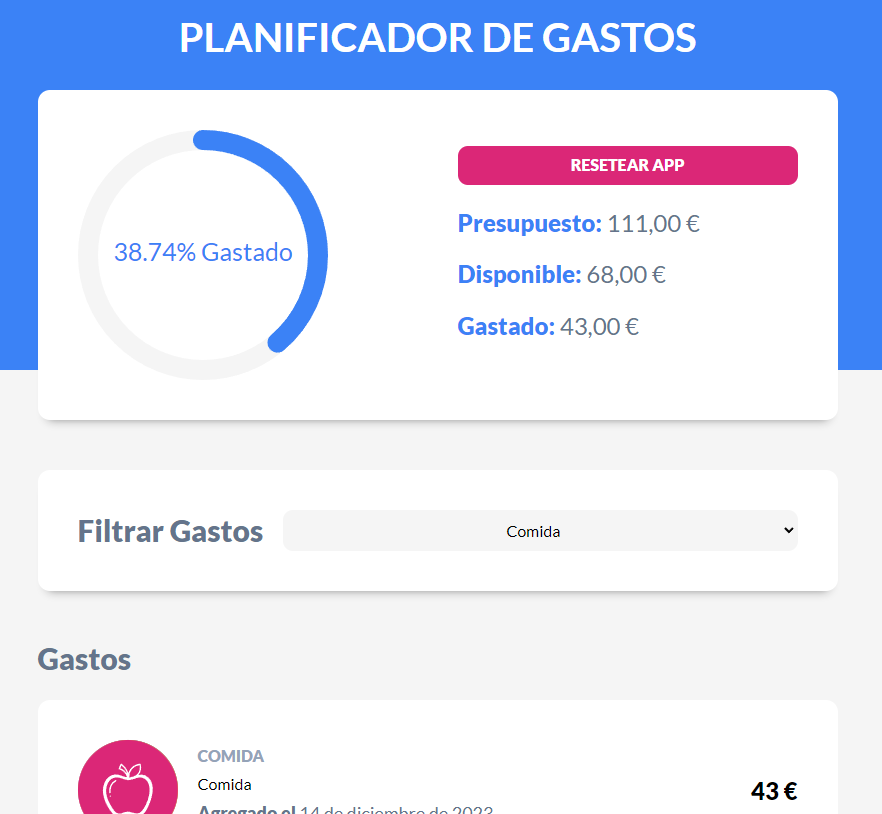 PLANIFICADOR DE GASTOS
38.74% Gastado
RESETEAR APP
Presupuesto: 111,00 €
Disponible: 68,00 €
Gastado: 43,00 €
Filtrar Gastos
Comida
Gastos
COMIDA
Comida
43 €
Agregado el 14 de diciembre de 2023